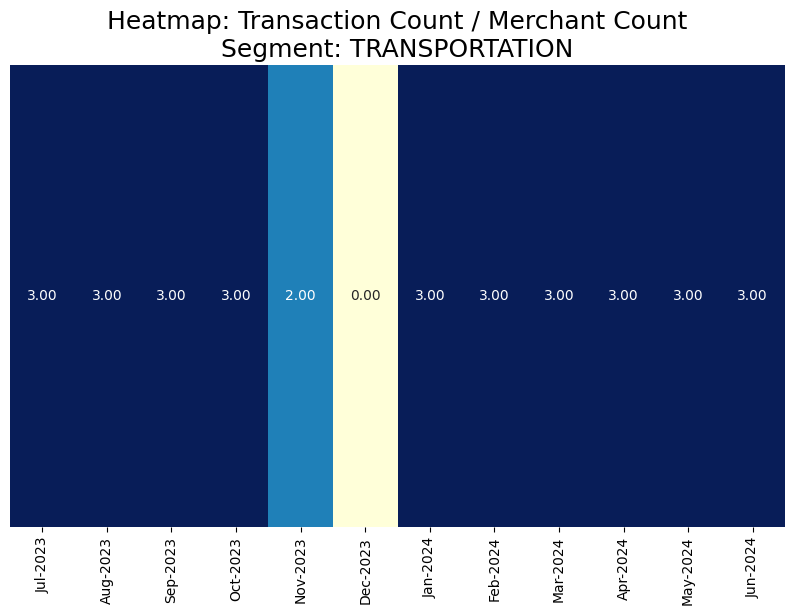 Heatmap: Transaction Count / Merchant Count
Segment: TRANSPORTATION
3.00 3.00 3.00 3.00 2.00 0.00 3.00 3.00 3.00 3.00 3.00 3.00
Jul-2023 Aug-2023 Sep-2023 Oct-2023 Nov-2023 Dec-2023 Jan-2024 Feb-2024 Mar-2024 Apr-2024 May-2024 Jun-2024